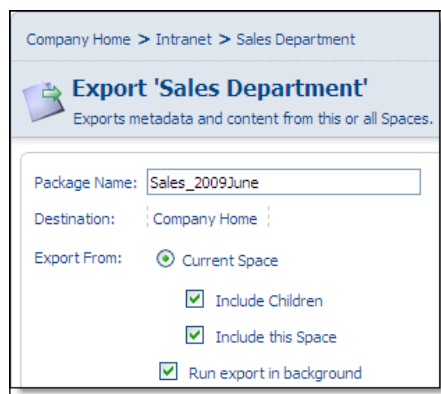 Company Home > Intranet > Sales Department
Export 'Sales Department'
Exports metadata and content from this or all Spaces.
Package Name: Sales_2009June
Destination: Company Home
Export From: Current Space
Include Children
Include this Space
Run export in background